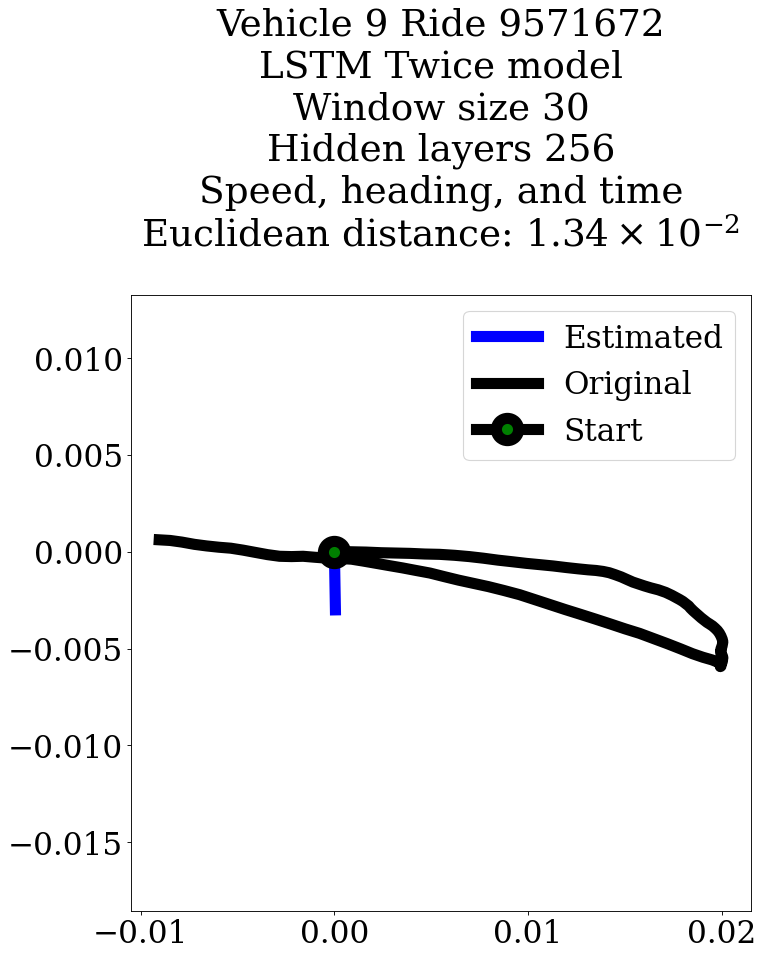 Vehicle 9 Ride 9571672
LSTM Twice model
Window size 30
Hidden layers 256
Speed, heading, and time
Euclidean distance: 1.34 × 10⁻²
Estimated
Original
Start
0.010
0.005
0.000
−0.005
−0.010
−0.015
−0.01
0.00
0.01
0.02